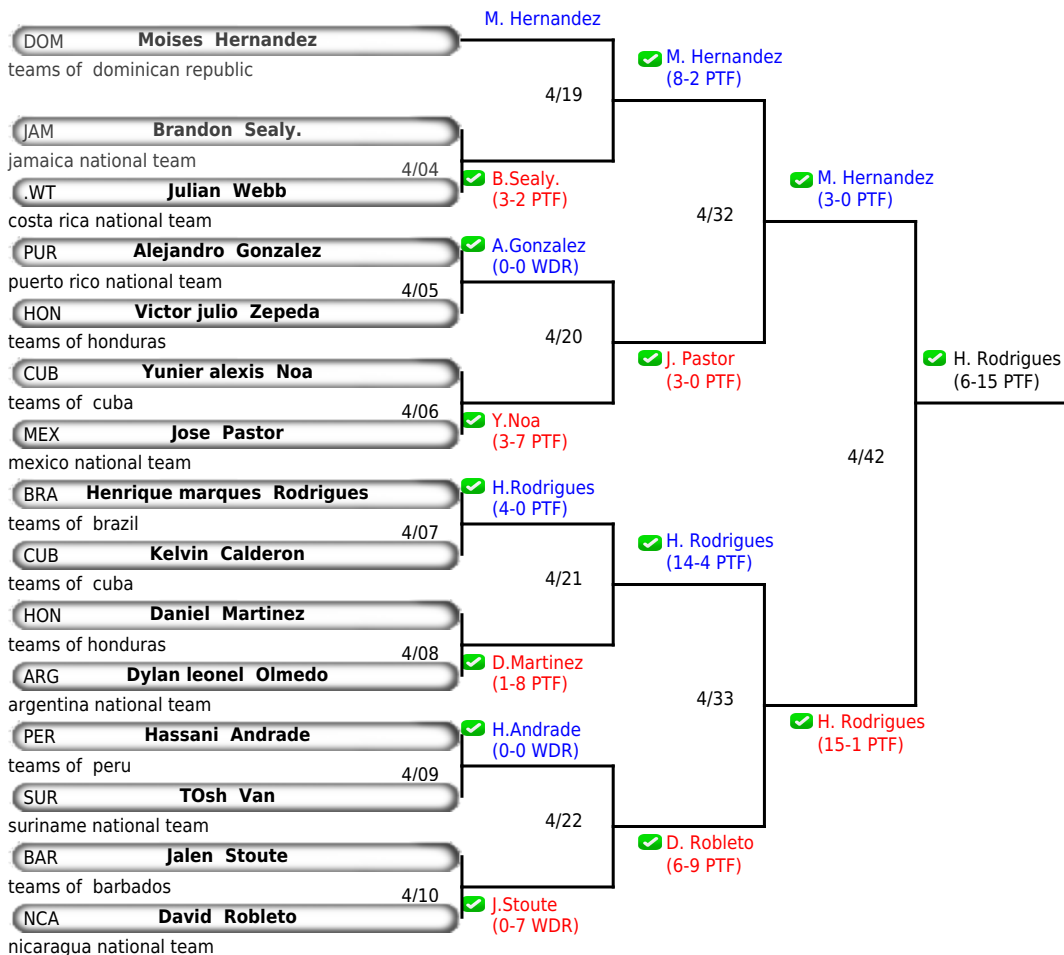 M. Hernandez
DOM Moises Hernandez
teams of dominican republic
M. Hernandez
(8-2 PTF)
4/19
JAM Brandon Sealy.
jamaica national team
4/04
B.Sealy.
(3-2 PTF)
.WT Julian Webb
costa rica national team
M. Hernandez
(3-0 PTF)
4/32
PUR Alejandro Gonzalez
puerto rico national team
A.Gonzalez
(0-0 WDR)
4/05
HON Victor julio Zepeda
teams of honduras
4/20
CUB Yunier alexis Noa
teams of cuba
J. Pastor
(3-0 PTF)
H. Rodrigues
(6-15 PTF)
4/06
MEX Jose Pastor
mexico national team
Y.Noa
(3-7 PTF)
4/42
BRA Henrique marques Rodrigues
teams of brazil
H.Rodrigues
(4-0 PTF)
4/07
CUB Kelvin Calderon
teams of cuba
H. Rodrigues
(14-4 PTF)
4/21
HON Daniel Martinez
teams of honduras
4/08
ARG Dylan leonel Olmedo
argentina national team
D.Martinez
(1-8 PTF)
4/33
H. Rodrigues
(15-1 PTF)
PER Hassani Andrade
teams of peru
H.Andrade
(0-0 WDR)
4/09
SUR TOsh Van
suriname national team
4/22
BAR Jalen Stoute
teams of barbados
D. Robleto
(6-9 PTF)
4/10
NCA David Robleto
nicaragua national team
J.Stoute
(0-7 WDR)